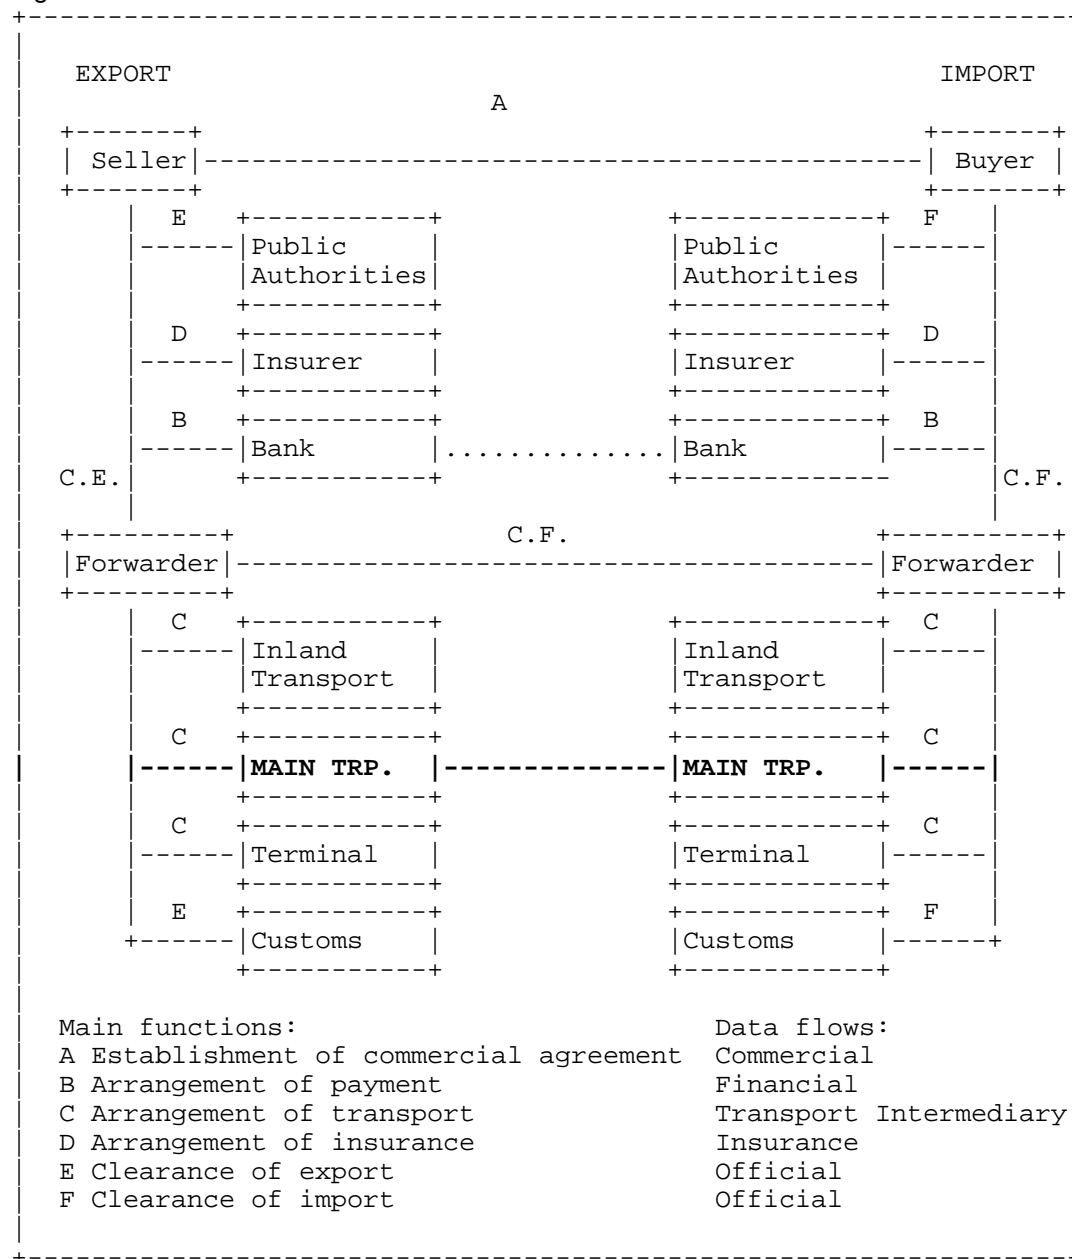 EXPORT IMPORT
A
Seller Buyer
E F
Public Public
Authorities Authorities
D D
Insurer Insurer
B B
Bank .............. Bank
C.E. C.F.
C.F.
Forwarder Forwarder
C C
Inland Inland
Transport Transport
C C
MAIN TRP. MAIN TRP.
C C
Terminal Terminal
E F
Customs Customs
Main functions: Data flows:
A Establishment of commercial agreement Commercial
B Arrangement of payment Financial
C Arrangement of transport Transport Intermediary
D Arrangement of insurance Insurance
E Clearance of export Official
F Clearance of import Official